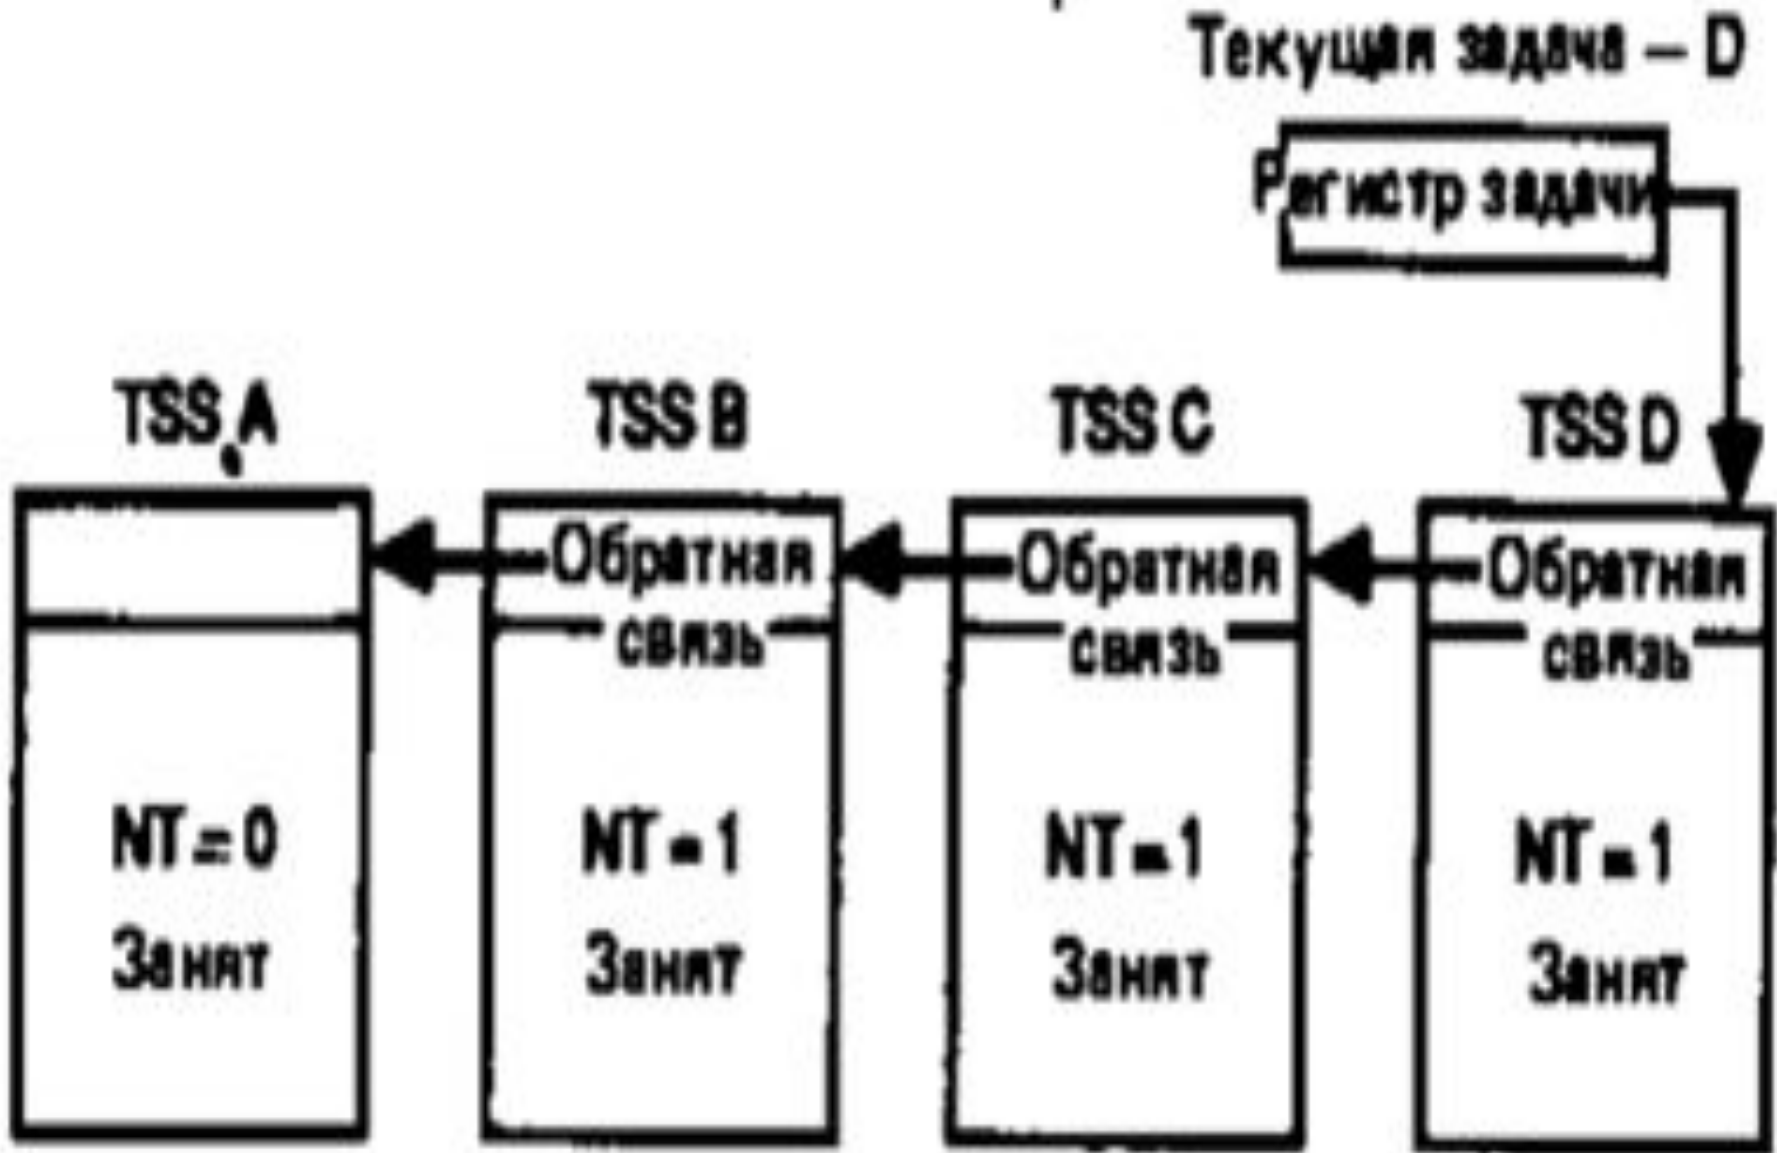 Текущая задача — D
Регистр задачи
TSS A
TSS B
TSS C
TSS D
Обратная
связь
Обратная
связь
Обратная
связь
NT = 0
NT = 1
NT = 1
NT = 1
Занят
Занят
Занят
Занят